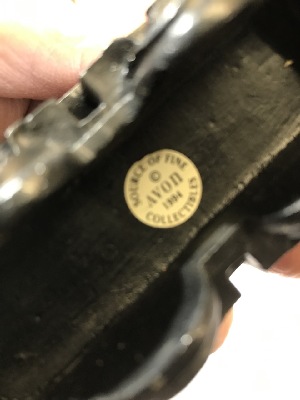 SOURCE OF FINE
©
AVON
1994
COLLECTIBLES